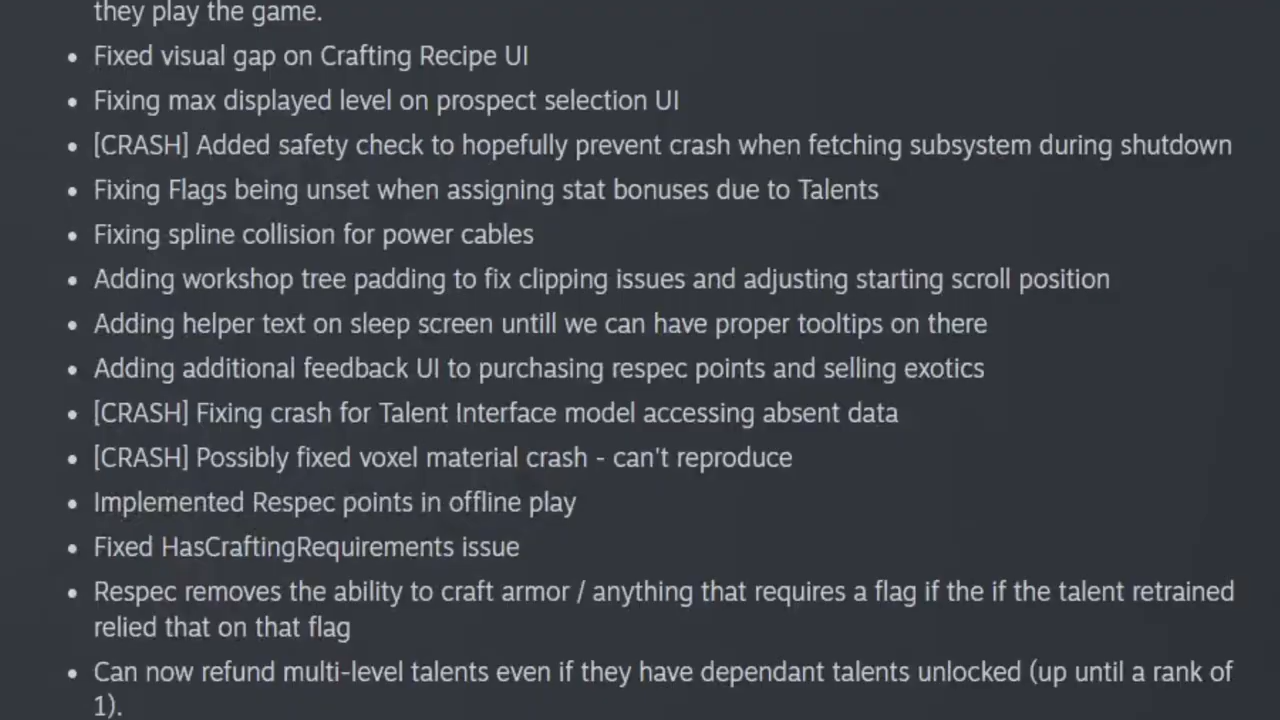 they play the game.
• Fixed visual gap on Crafting Recipe UI
• Fixing max displayed level on prospect selection UI
• [CRASH] Added safety check to hopefully prevent crash when fetching subsystem during shutdown
• Fixing Flags being unset when assigning stat bonuses due to Talents
• Fixing spline collision for power cables
• Adding workshop tree padding to fix clipping issues and adjusting starting scroll position
• Adding helper text on sleep screen untill we can have proper tooltips on there
• Adding additional feedback UI to purchasing respec points and selling exotics
• [CRASH] Fixing crash for Talent Interface model accessing absent data
• [CRASH] Possibly fixed voxel material crash - can't reproduce
• Implemented Respec points in offline play
• Fixed HasCraftingRequirements issue
• Respec removes the ability to craft armor / anything that requires a flag if the if the talent retrained
relied that on that flag
• Can now refund multi-level talents even if they have dependant talents unlocked (up until a rank of
1).